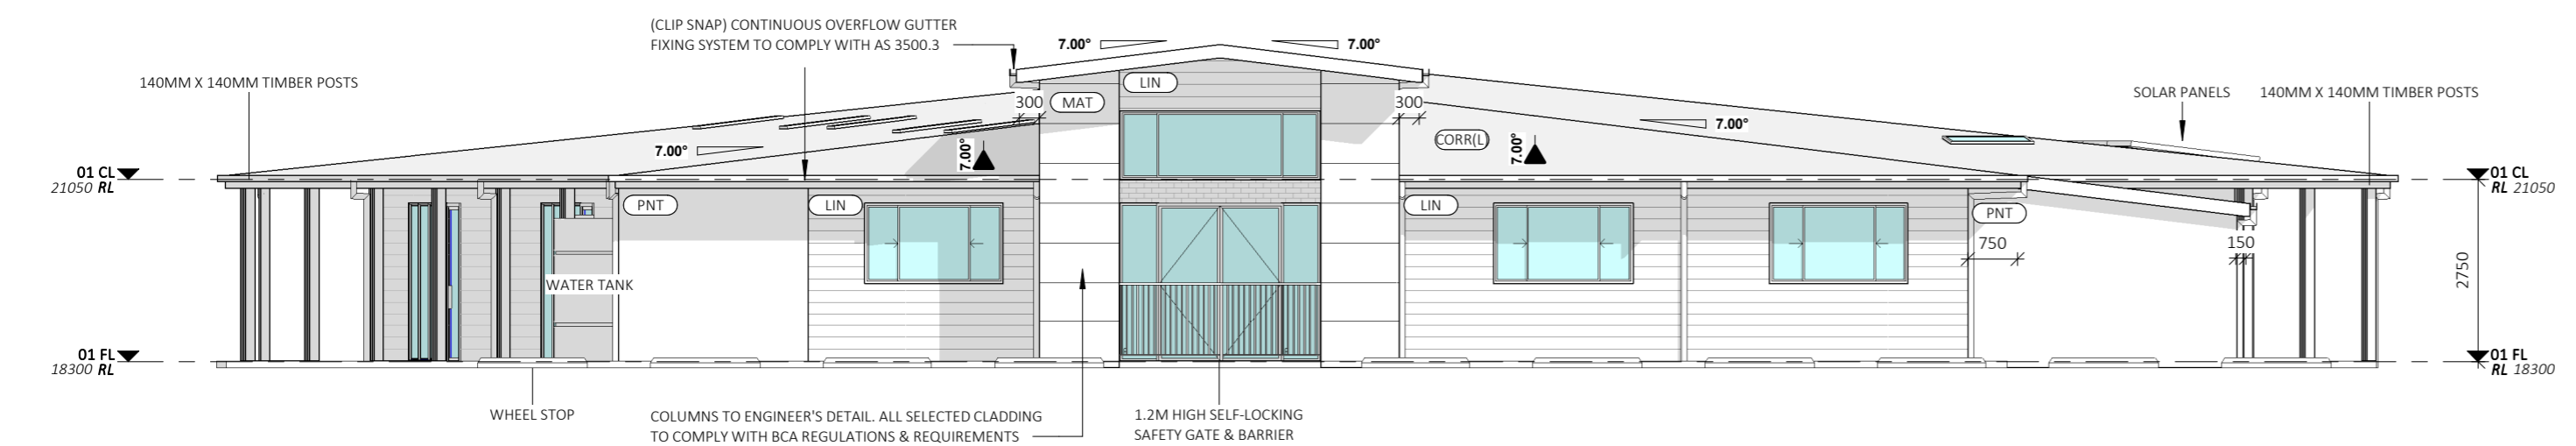 (CLIP SNAP) CONTINUOUS OVERFLOW GUTTER
FIXING SYSTEM TO COMPLY WITH AS 3500.3
7.00°
7.00°
140MM X 140MM TIMBER POSTS
LIN
300
MAT
300
SOLAR PANELS
140MM X 140MM TIMBER POSTS
7.00°
CORR(L)
7.00°
7.00°
7.00°
01 CL
21050 RL
01 CL
RL 21050
PNT
LIN
LIN
PNT
750
150
2750
WATER TANK
01 FL
18300 RL
01 FL
RL 18300
WHEEL STOP
COLUMNS TO ENGINEER'S DETAIL. ALL SELECTED CLADDING
TO COMPLY WITH BCA REGULATIONS & REQUIREMENTS
1.2M HIGH SELF-LOCKING
SAFETY GATE & BARRIER